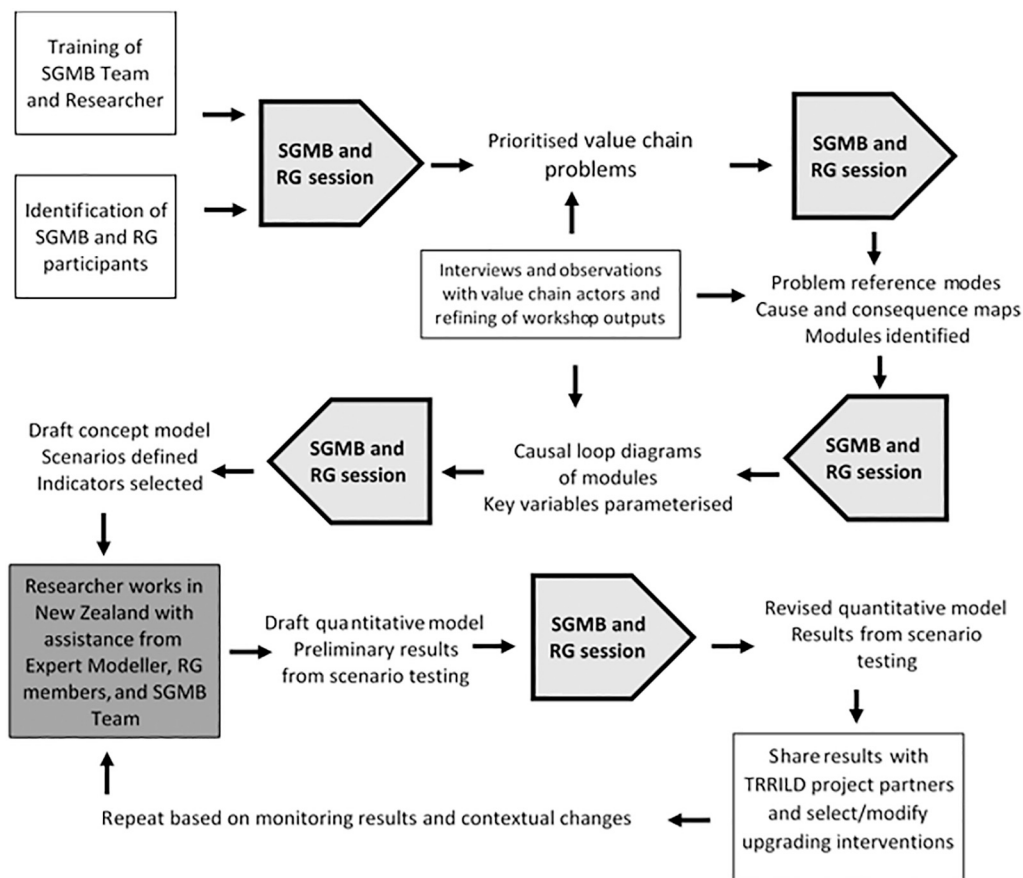 Training of
SGMB Team
and Researcher
Identification of
SGMB and RG
participants
SGMB and
RG session
Prioritised value chain
problems
SGMB and
RG session
Interviews and observations
with value chain actors and
refining of workshop outputs
Problem reference modes
Cause and consequence maps
Modules identified
SGMB and
RG session
Causal loop diagrams
of modules
Key variables parameterised
SGMB and
RG session
Draft concept model
Scenarios defined
Indicators selected
Researcher works in
New Zealand with
assistance from
Expert Modeller, RG
members, and SGMB
Team
Draft quantitative model
Preliminary results
from scenario testing
SGMB and
RG session
Revised quantitative model
Results from scenario
testing
Share results with
TRRILD project partners
and select/modify
upgrading interventions
Repeat based on monitoring results and contextual changes